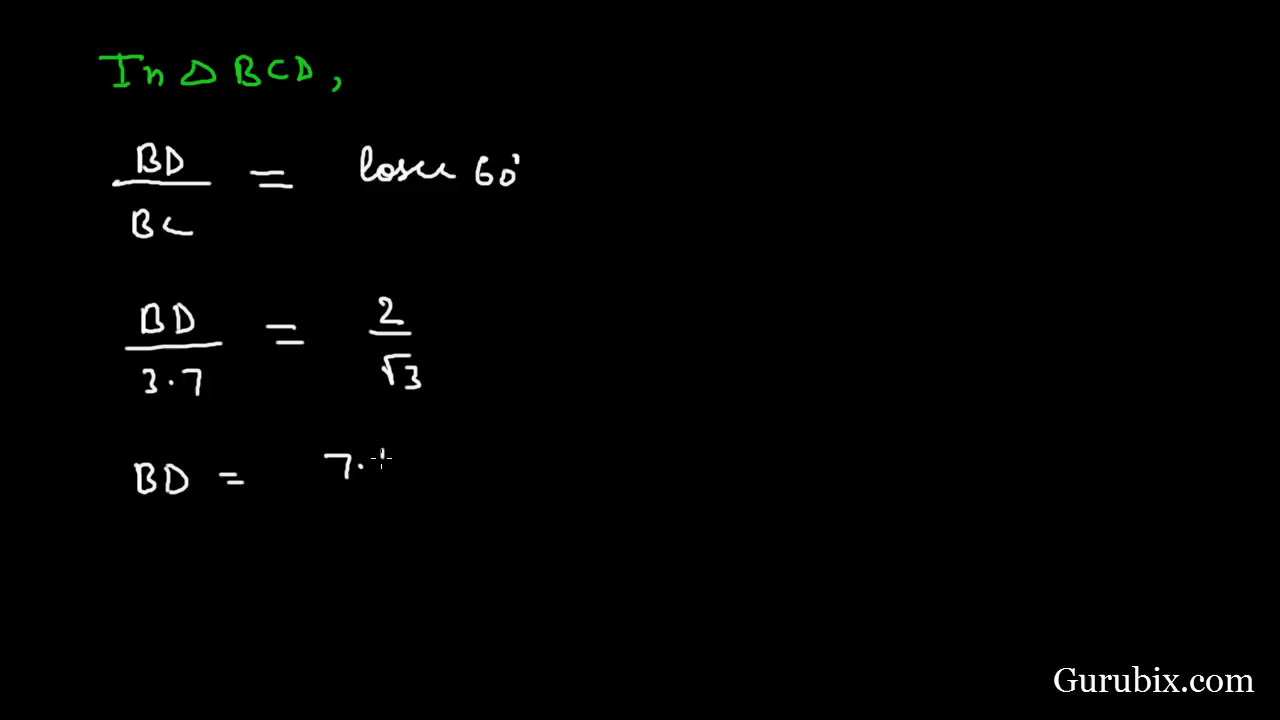 In △ BCD,
BD/BC = cosec 60°
BD/3.7 = 2/√3
BD = 7.
Gurubix.com